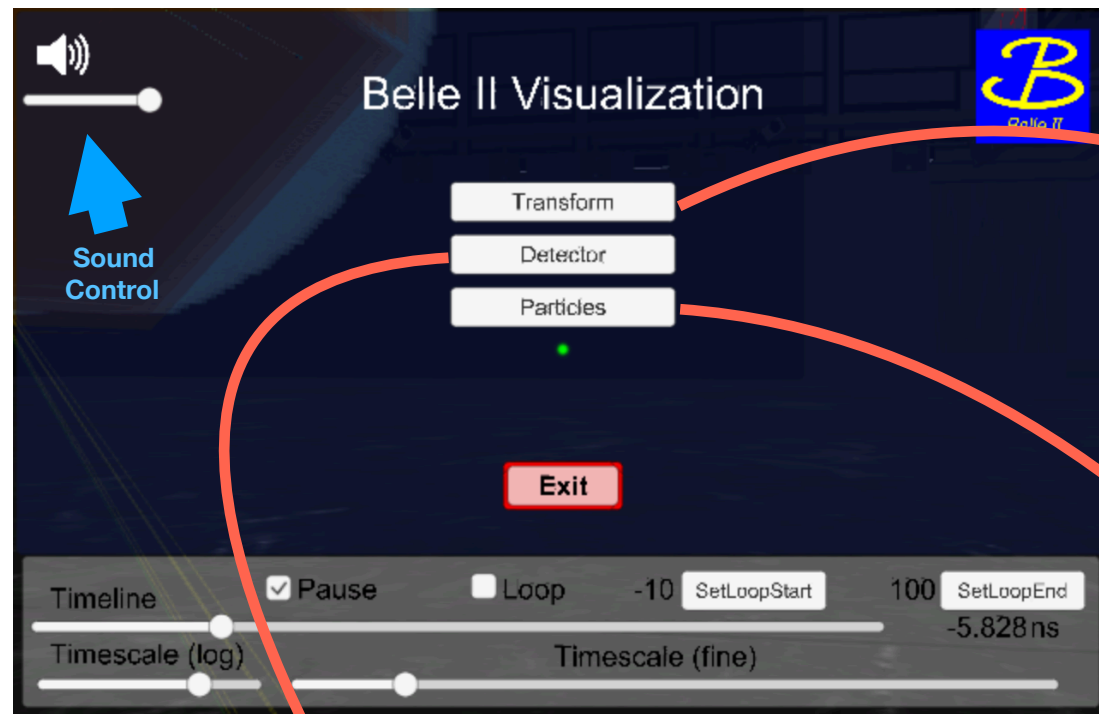 Belle II Visualization
Belle II
Transform
Detector
Particles
Sound
Control
Exit
Timeline
Pause
Loop
-10
SetLoopStart
100
SetLoopEnd
-5.828 ns
Timescale (log)
Timescale (fine)